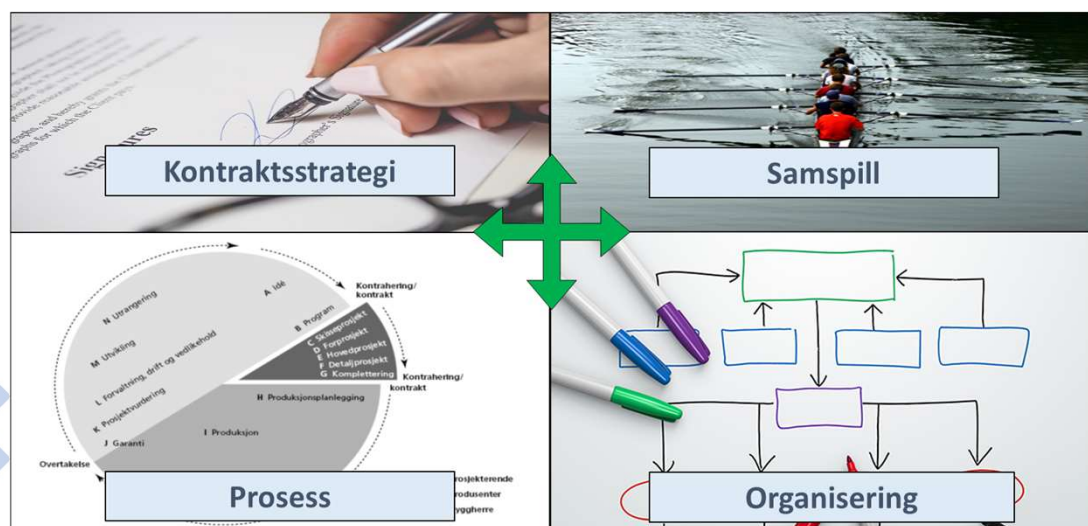 Signatures
Kontraktsstrategi
Samspill
A Idé
B Program
Kontrahering/
kontrakt
C Skisseprosjekt
D Forprosjekt
E Hovedprosjekt
F Detaljprosjekt
G Komplettering
Kontrahering/
kontrakt
H Produksjonsplanlegging
I Produksjon
N Utrangering
M Utvikling
L Forvaltning, drift og vedlikehold
K Prosjektvurdering
J Garanti
Overtakelse
rosjekterende
rodusenter
yggherre
Prosess
Organisering